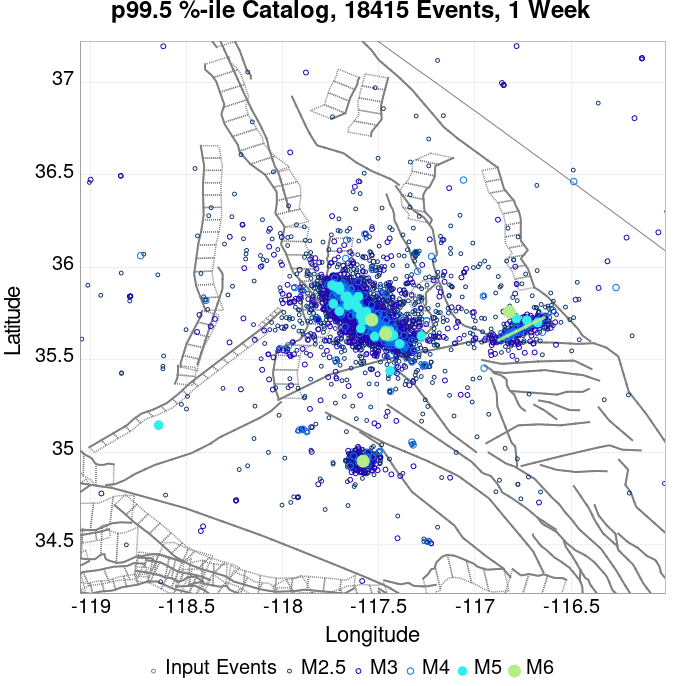 p99.5 %-ile Catalog, 18415 Events, 1 Week
37
36.5
36
35.5
35
34.5
Latitude
-119
-118.5
-118
-117.5
-117
-116.5
Longitude
Input Events
M2.5
M3
M4
M5
M6